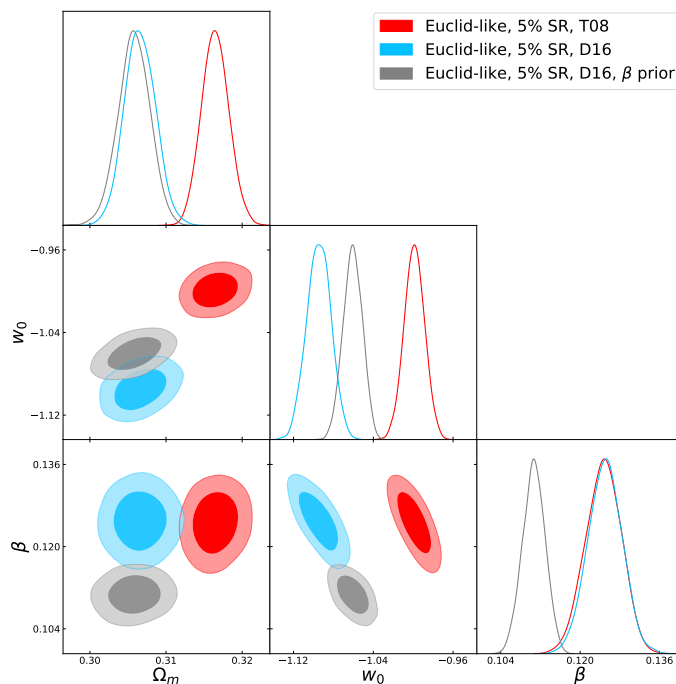 Euclid-like, 5% SR, T08
Euclid-like, 5% SR, D16
Euclid-like, 5% SR, D16, β prior
−0.96
−1.04
−1.12
w₀
0.136
0.120
0.104
β
0.30 0.31 0.32
−1.12 −1.04 −0.96
0.104 0.120 0.136
Ωₘ w₀ β